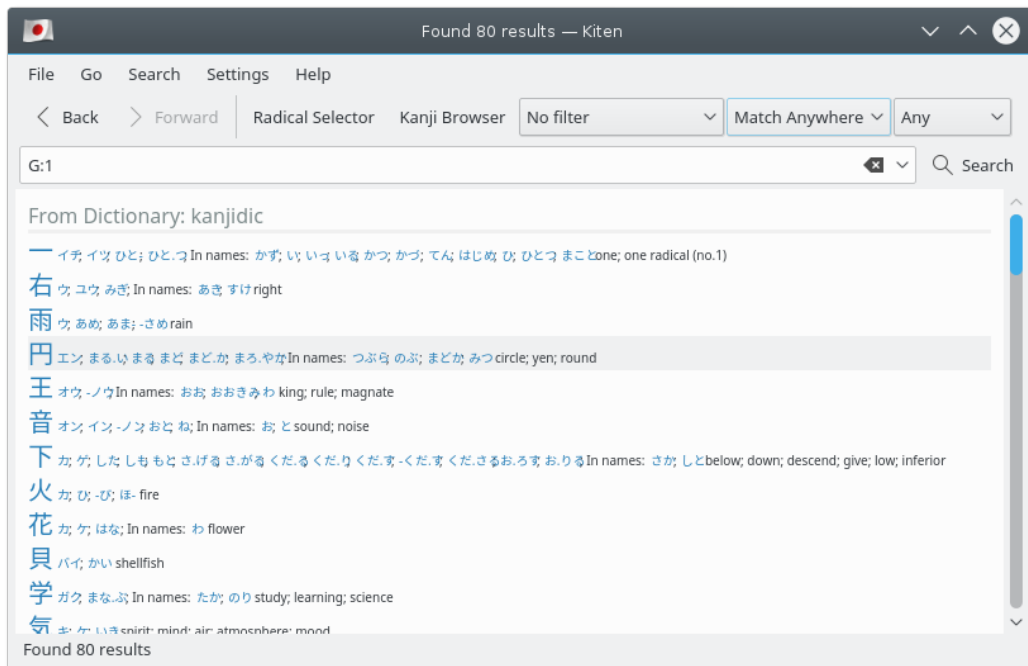 Found 80 results — Kiten
File Go Search Settings Help
Back Forward Radical Selector Kanji Browser No filter Match Anywhere Any
G:1 Search
From Dictionary: kanjidic
一 イチ; イツ; ひと-; ひと.つ In names: かず; い; いっ; いる; かつ; かづ; てん; はじめ; ひ; ひとつ; まこと one; one radical (no.1)
右 ウ; ユウ; みぎ; In names: あき; すけ right
雨 ウ; あめ; あま-; -さめ rain
円 エン; まる.い; まる; まど; まど.か; まろ.やか In names: つぶら; のぶ; まどか; みつ circle; yen; round
王 オウ; -ノウ In names: おお; おおきみ; わ king; rule; magnate
音 オン; イン; -ノン; おと; ね; In names: お; と sound; noise
下 カ; ゲ; した; しも; もと; さ.げる; さ.がる; くだ.る; くだ.り; くだ.す; -くだ.す; くだ.さる; お.ろす; お.りる In names: さか; しと below; down; descend; give; low; inferior
火 カ; ひ; -び; ほ- fire
花 カ; ケ; はな; In names: わ flower
貝 バイ; かい shellfish
学 ガク; まな.ぶ; In names: たか; のり study; learning; science
気 キ; ケ; いき spirit; mind; air; atmosphere; mood
Found 80 results